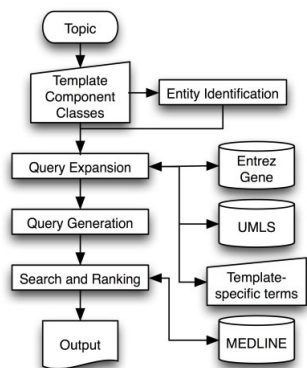 Topic
Template
Component
Classes
Entity Identification
Query Expansion
Entrez
Gene
Query Generation
UMLS
Search and Ranking
Template-
specific terms
Output
MEDLINE